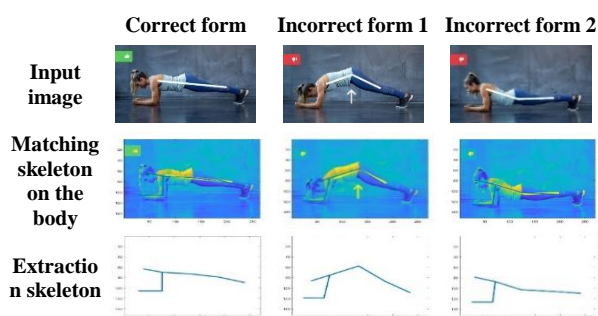 Correct form Incorrect form 1 Incorrect form 2
Input
image
Matching
skeleton
on the
body
Extractio
n skeleton